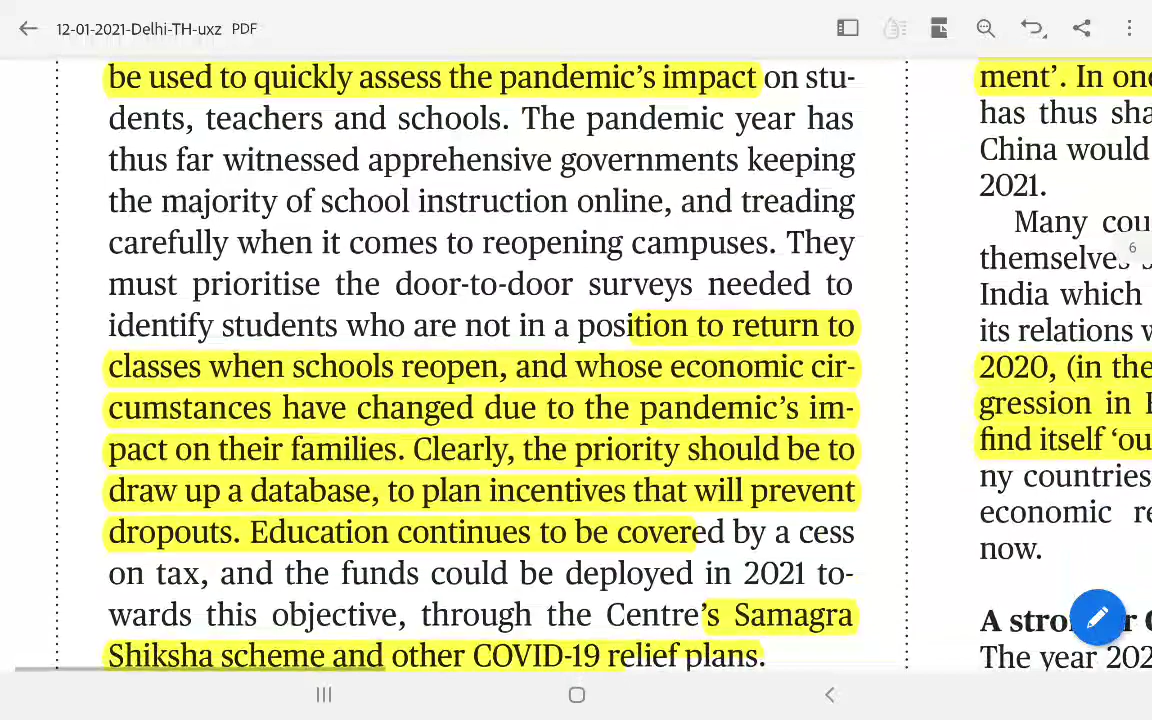 12-01-2021-Delhi-TH-uxz PDF
be used to quickly assess the pandemic's impact on stu-
dents, teachers and schools. The pandemic year has
thus far witnessed apprehensive governments keeping
the majority of school instruction online, and treading
carefully when it comes to reopening campuses. They
must prioritise the door-to-door surveys needed to
identify students who are not in a position to return to
classes when schools reopen, and whose economic cir-
cumstances have changed due to the pandemic's im-
pact on their families. Clearly, the priority should be to
draw up a database, to plan incentives that will prevent
dropouts. Education continues to be covered by a cess
on tax, and the funds could be deployed in 2021 to-
wards this objective, through the Centre's Samagra
Shiksha scheme and other COVID-19 relief plans.
ment'. In one
has thus sha
China would
2021.
Many cou
6
themselves
India which
its relations w
2020, (in the
gression in
find itself 'ou
ny countries
economic re
now.
A stro
The year 202